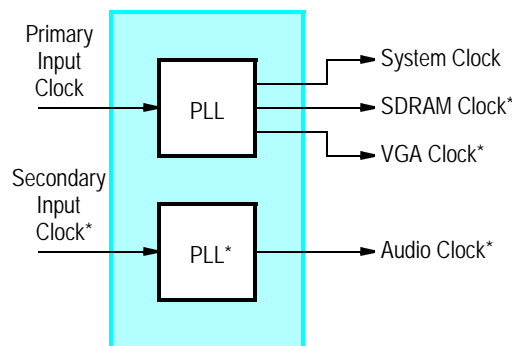 Primary
Input
Clock
PLL
System Clock
SDRAM Clock*
VGA Clock*
Secondary
Input
Clock*
PLL*
Audio Clock*